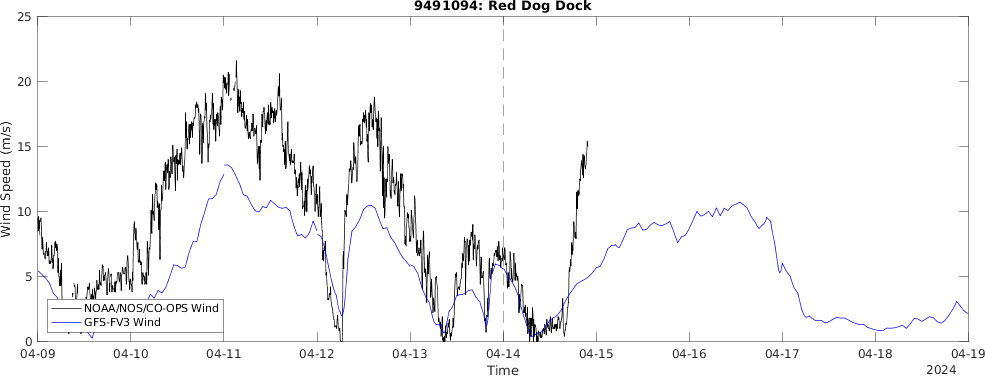 9491094: Red Dog Dock
Wind Speed (m/s)
25
20
15
10
5
0
NOAA/NOS/CO-OPS Wind
GFS-FV3 Wind
04-09 04-10 04-11 04-12 04-13 04-14 04-15 04-16 04-17 04-18 04-19
Time
2024